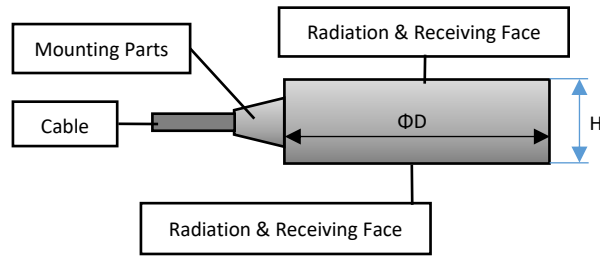 Radiation & Receiving Face
Mounting Parts
Cable
ΦD
H
Radiation & Receiving Face